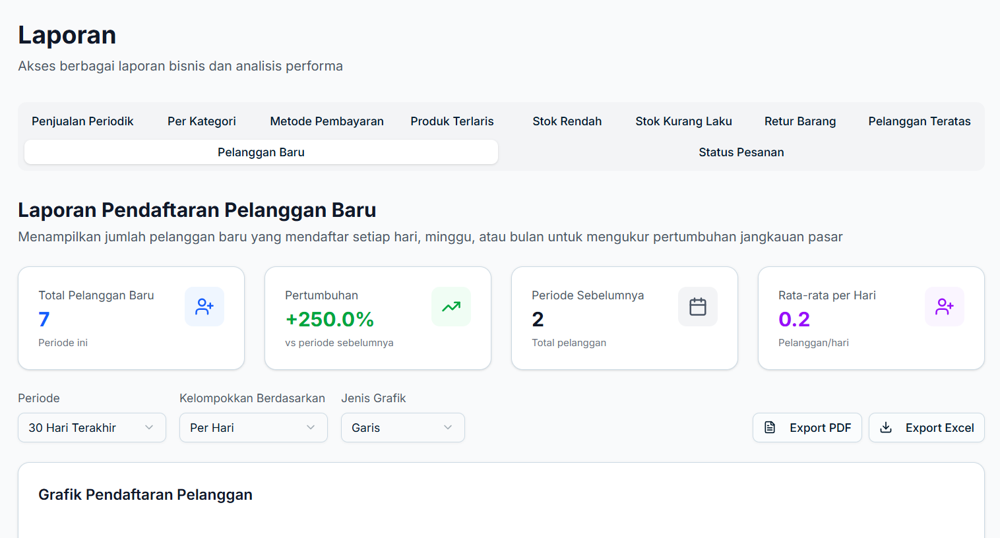 Laporan
Akses berbagai laporan bisnis dan analisis performa
Penjualan Periodik Per Kategori Metode Pembayaran Produk Terlaris Stok Rendah Stok Kurang Laku Retur Barang Pelanggan Teratas
Pelanggan Baru Status Pesanan
Laporan Pendaftaran Pelanggan Baru
Menampilkan jumlah pelanggan baru yang mendaftar setiap hari, minggu, atau bulan untuk mengukur pertumbuhan jangkauan pasar
Total Pelanggan Baru
7
Periode ini
Pertumbuhan
+250.0%
vs periode sebelumnya
Periode Sebelumnya
2
Total pelanggan
Rata-rata per Hari
0.2
Pelanggan/hari
Periode Kelompokkan Berdasarkan Jenis Grafik
30 Hari Terakhir Per Hari Garis Export PDF Export Excel
Grafik Pendaftaran Pelanggan